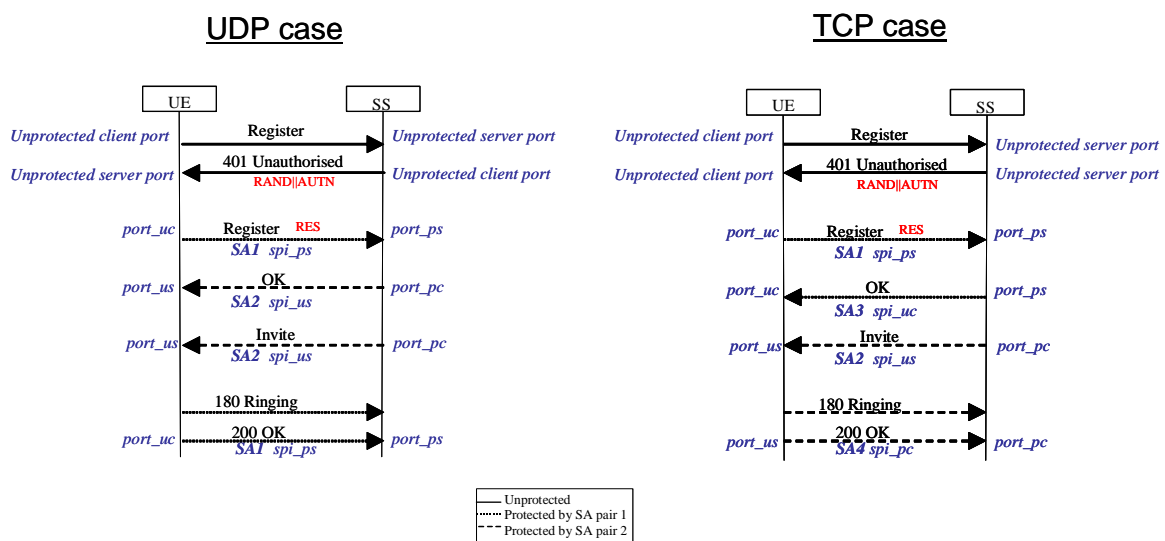 UDP case
UE
SS
Unprotected client port
Register
Unprotected server port
401 Unauthorised
Unprotected server port
RAND||AUTN
Unprotected client port
port_uc
Register RES
port_ps
SA1 spi_ps
port_us
OK
port_pc
SA2 spi_us
port_us
Invite
port_pc
SA2 spi_us
180 Ringing
port_uc
200 OK
port_ps
SA1 spi_ps
TCP case
UE
SS
Unprotected client port
Register
Unprotected server port
401 Unauthorised
Unprotected client port
RAND||AUTN
Unprotected server port
port_uc
Register RES
port_ps
SA1 spi_ps
port_uc
OK
port_ps
SA3 spi_uc
port_us
Invite
port_pc
SA2 spi_us
180 Ringing
port_us
200 OK
port_pc
SA4 spi_pc
Unprotected
Protected by SA pair 1
Protected by SA pair 2